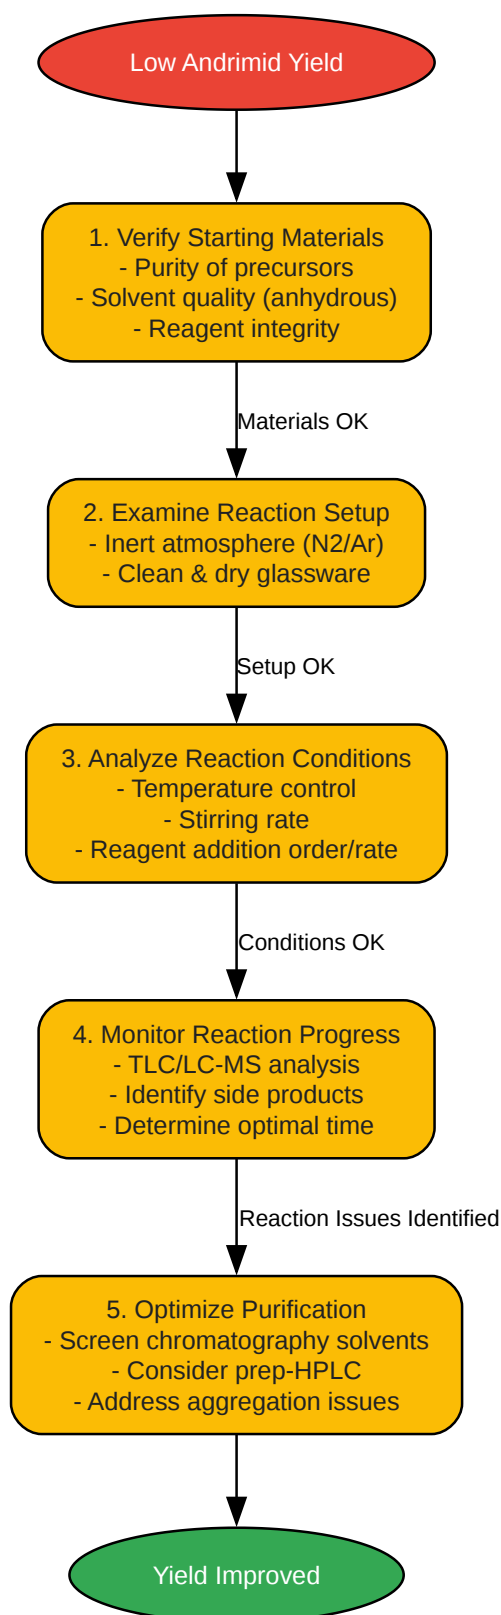 Low Andrimid Yield
1. Verify Starting Materials
- Purity of precursors
- Solvent quality (anhydrous)
- Reagent integrity
Materials OK
2. Examine Reaction Setup
- Inert atmosphere (N2/Ar)
- Clean & dry glassware
Setup OK
3. Analyze Reaction Conditions
- Temperature control
- Stirring rate
- Reagent addition order/rate
Conditions OK
4. Monitor Reaction Progress
- TLC/LC-MS analysis
- Identify side products
- Determine optimal time
Reaction Issues Identified
5. Optimize Purification
- Screen chromatography solvents
- Consider prep-HPLC
- Address aggregation issues
Yield Improved